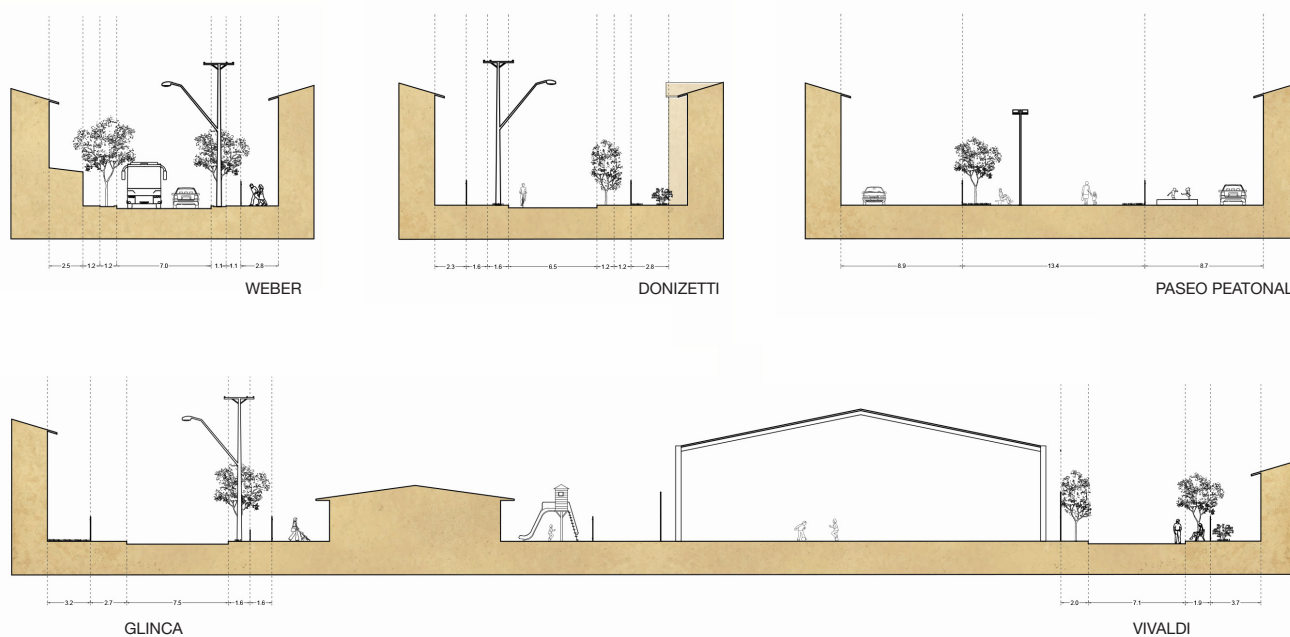 2.5 1.2 1.2 7.0 1.1 1.1 2.8
WEBER
2.3 1.6 1.6 6.5 1.2 1.2 2.8
DONIZETTI
8.9 13.4 8.7
PASEO PEATONAL
3.2 2.7 7.5 1.6 1.6
GLINCA
2.0 7.1 1.9 3.7
VIVALDI